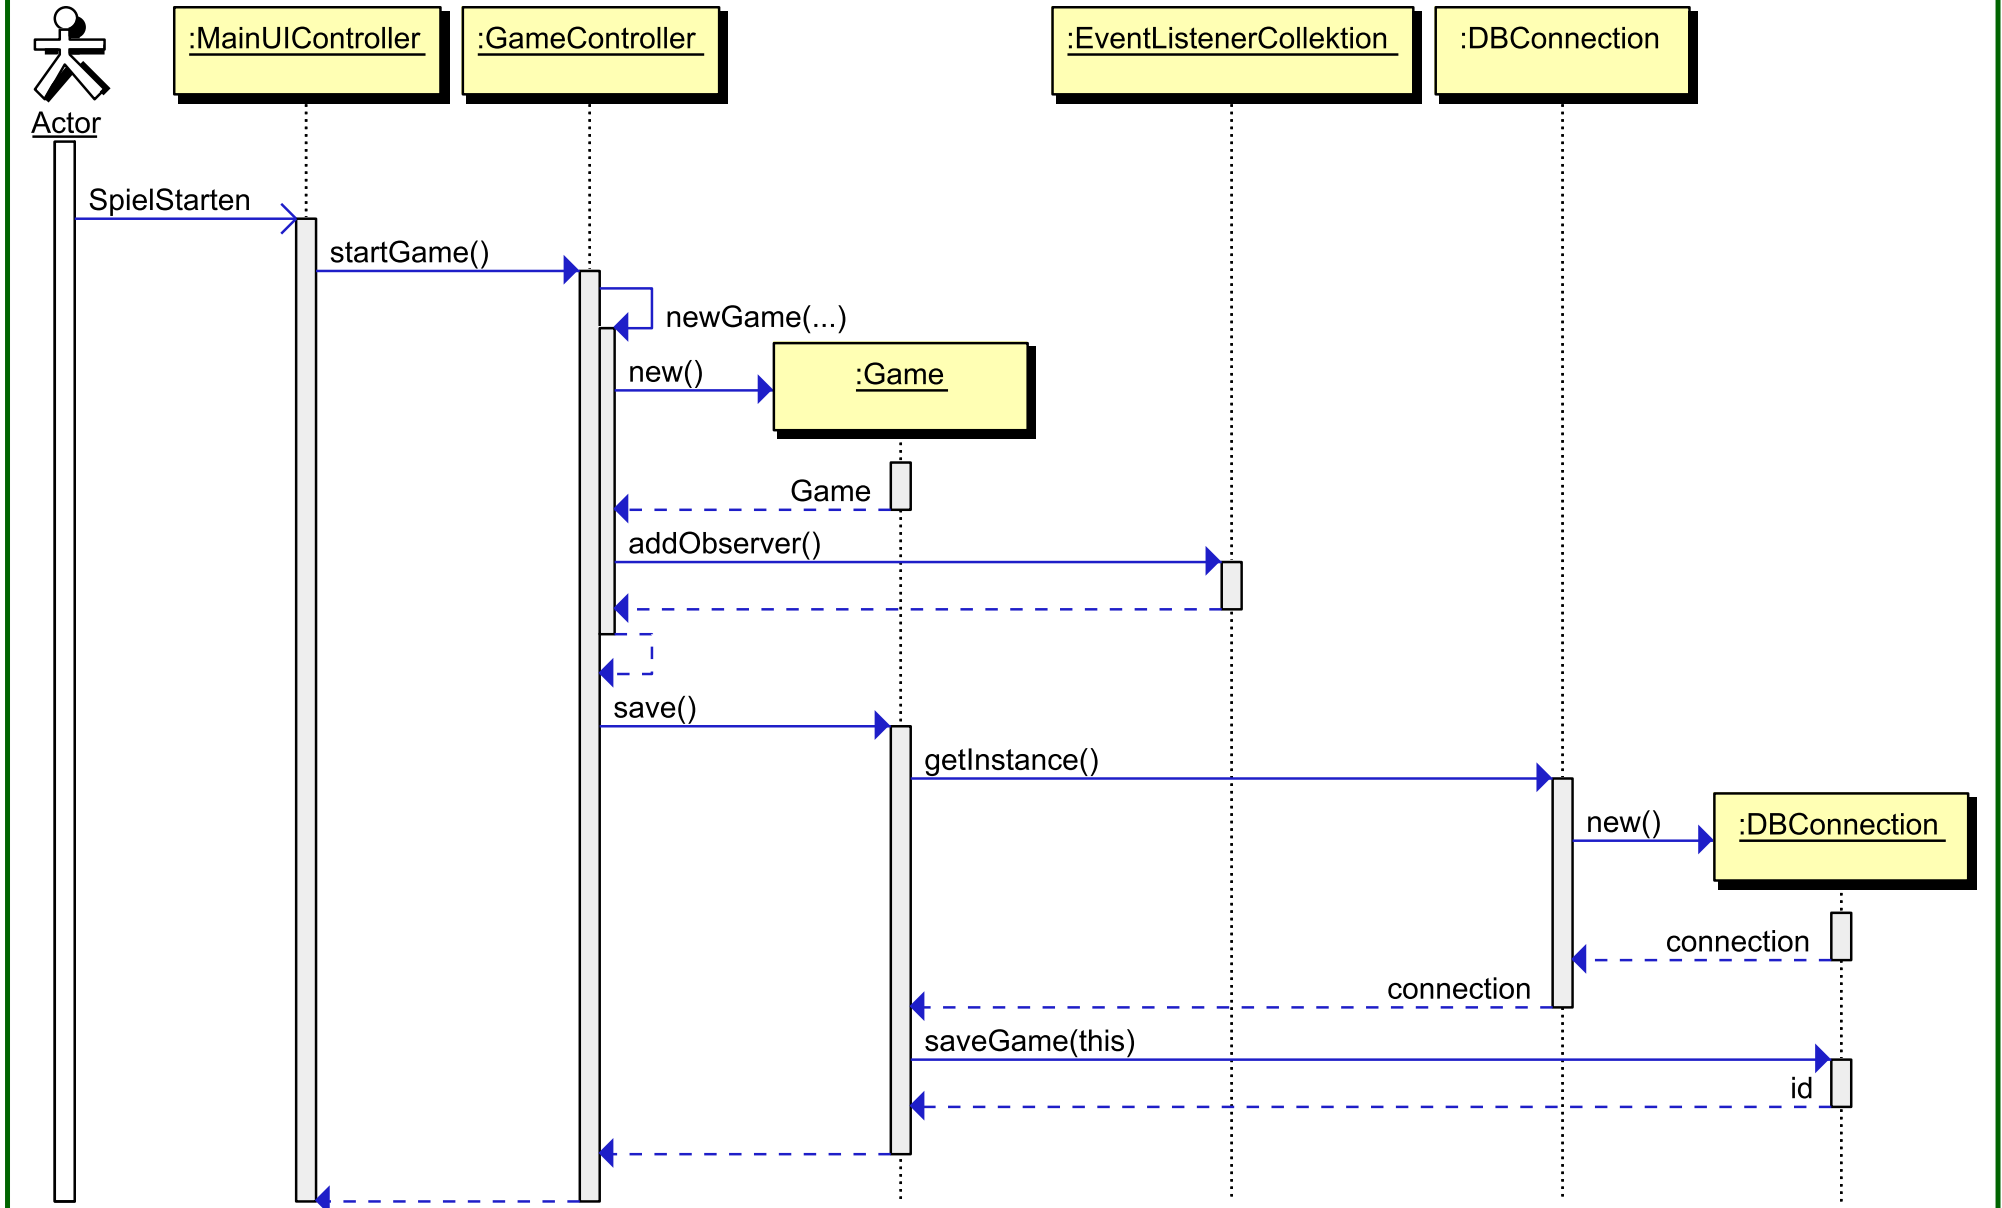 :MainUIController
:GameController
:EventListenerCollektion
:DBConnection
Actor
SpielStarten
startGame()
newGame(...)
new()
:Game
Game
addObserver()
save()
getInstance()
new()
:DBConnection
connection
connection
saveGame(this)
id